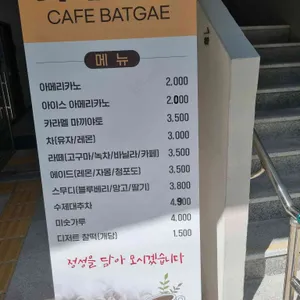 CAFE BATGAE
메 뉴
아메리카노 2.000
아이스 아메리카노 2.000
카라멜 마끼야토 3.500
차(유자/레몬) 3.000
라떼(고구마/녹차/바닐라/카페) 3.500
에이드(레몬/자몽/청포도) 3.500
스무디(블루베리/망고/딸기) 3.800
수제대추차 4.900
미숫가루 4.000
디저트 찰떡(개당) 1.500
정성을 담아 모시겠습니다